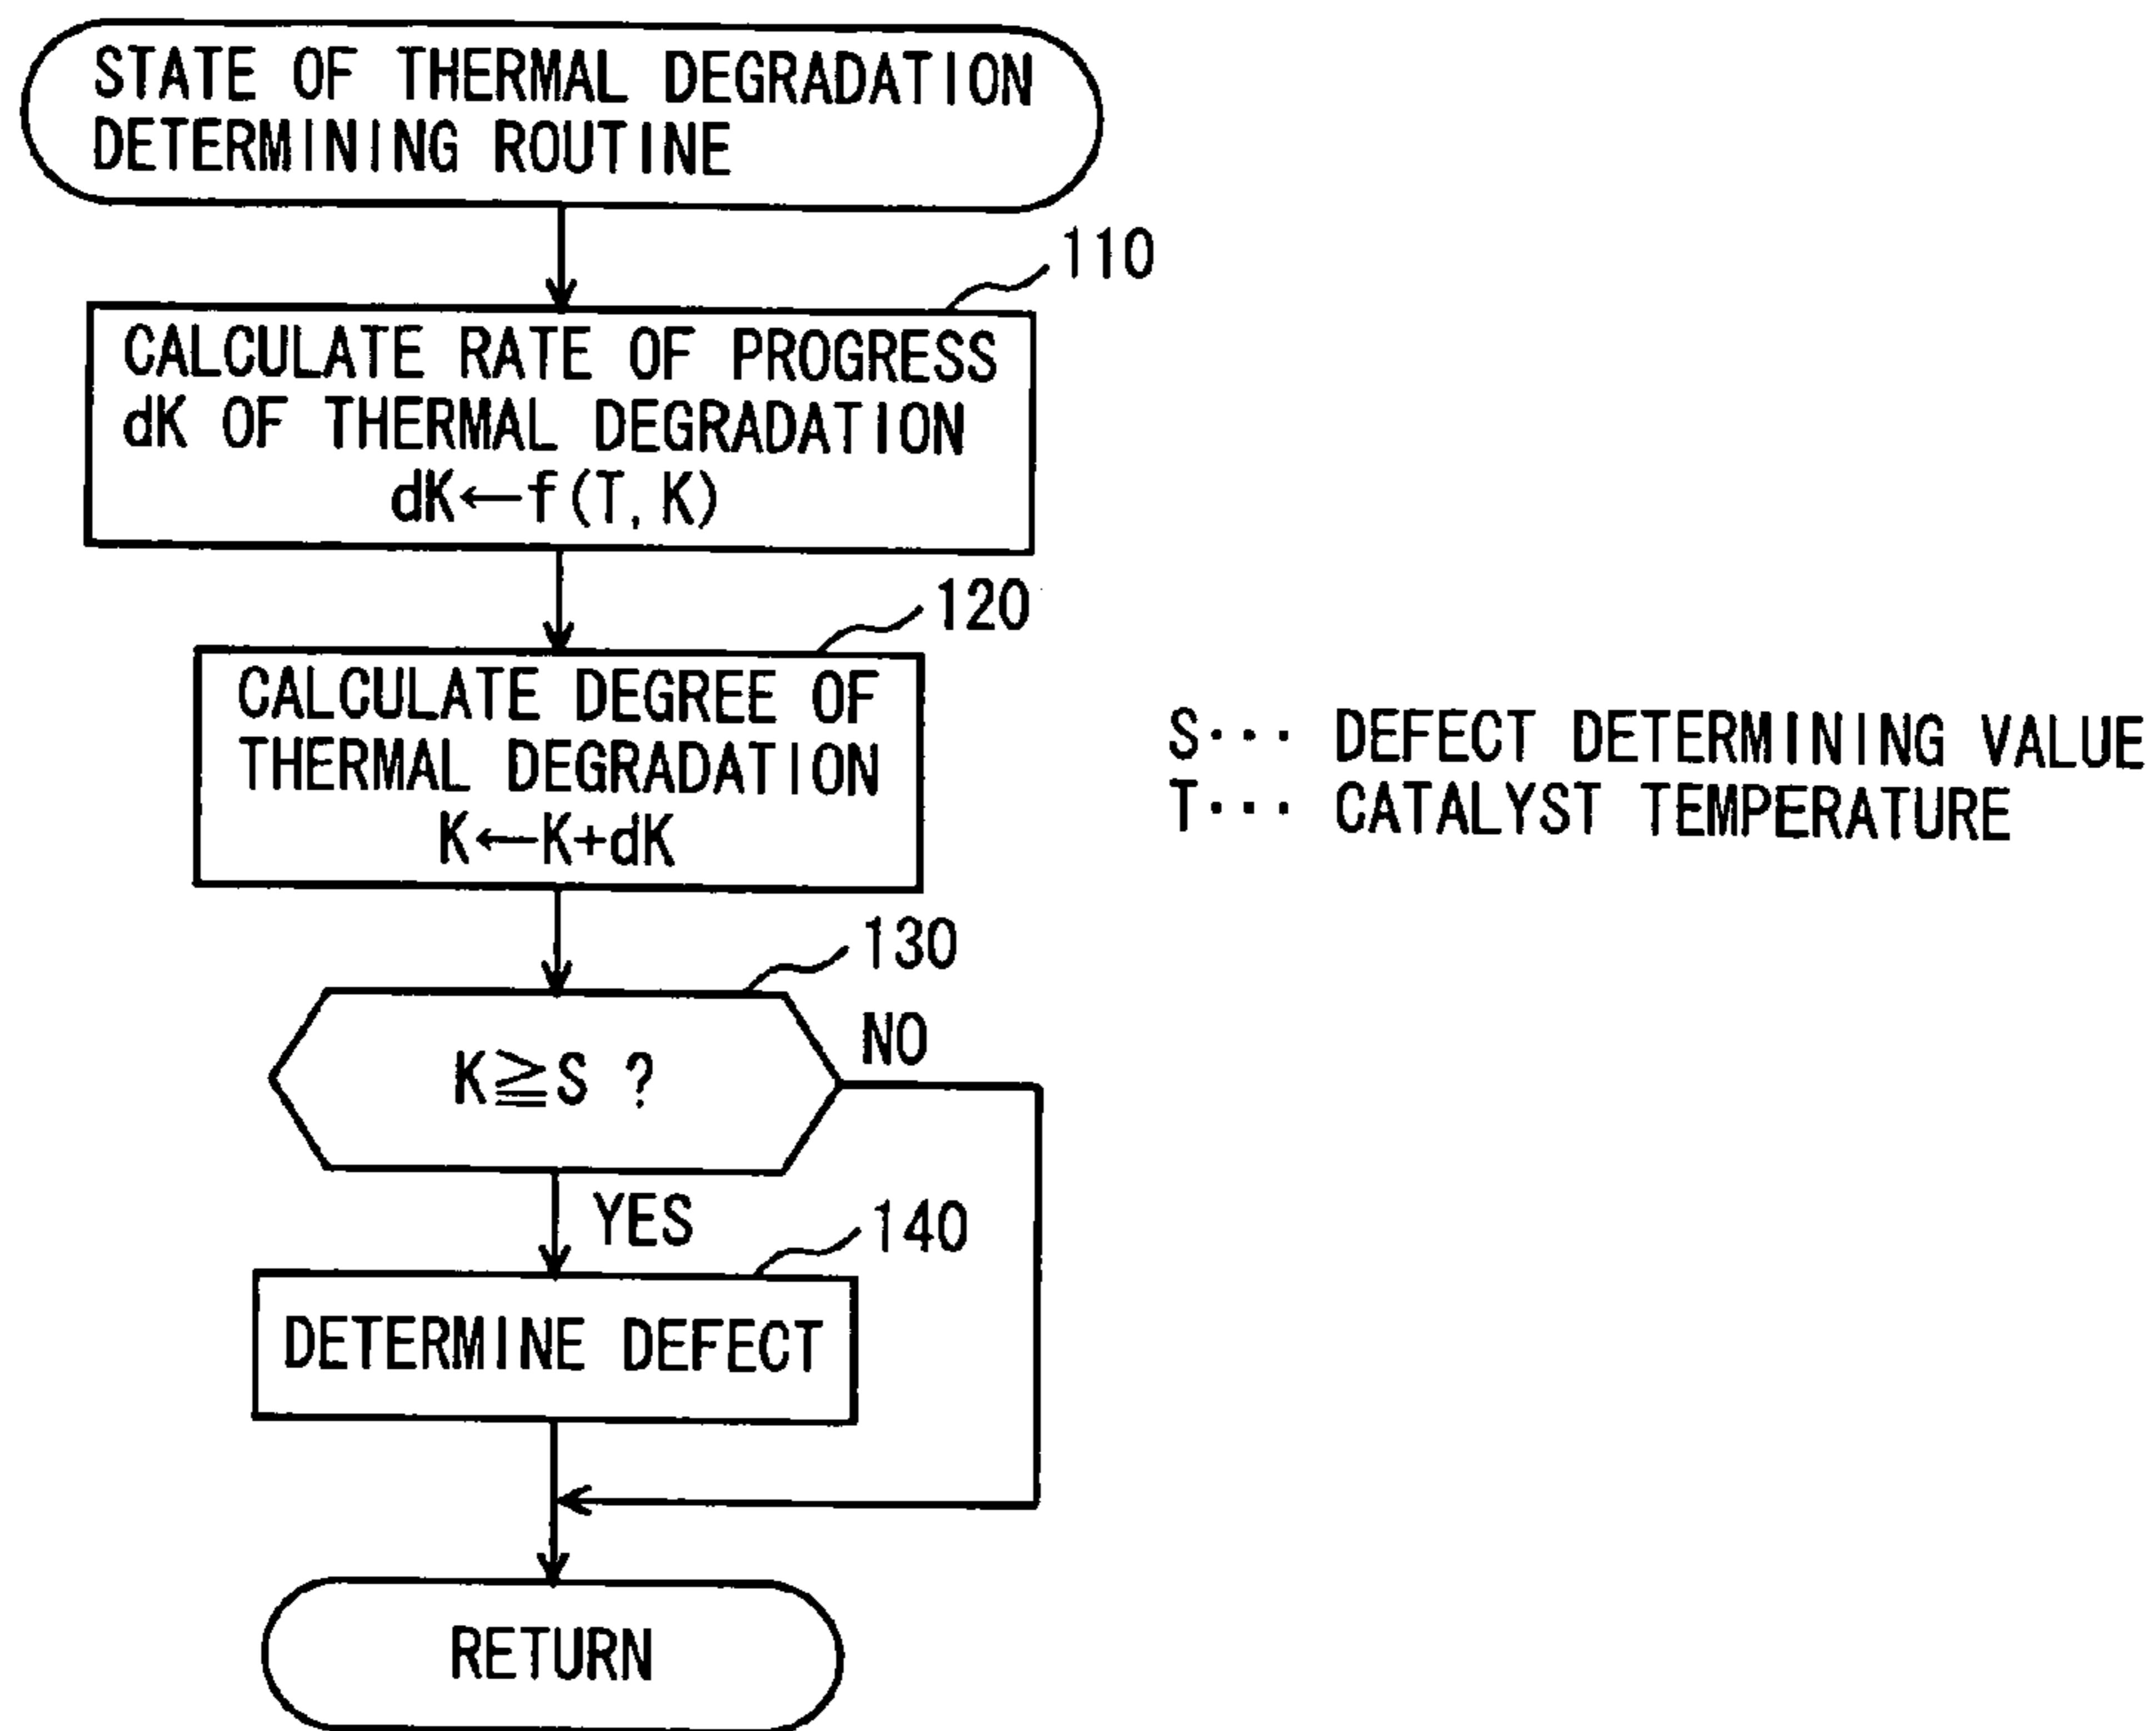 STATE OF THERMAL DEGRADATION
DETERMINING ROUTINE
110
CALCULATE RATE OF PROGRESS
dK OF THERMAL DEGRADATION
dK←f(T, K)
120
CALCULATE DEGREE OF
THERMAL DEGRADATION
K←K+dK
S··· DEFECT DETERMINING VALUE
T··· CATALYST TEMPERATURE
130
K≧S ?
NO
YES
140
DETERMINE DEFECT
RETURN